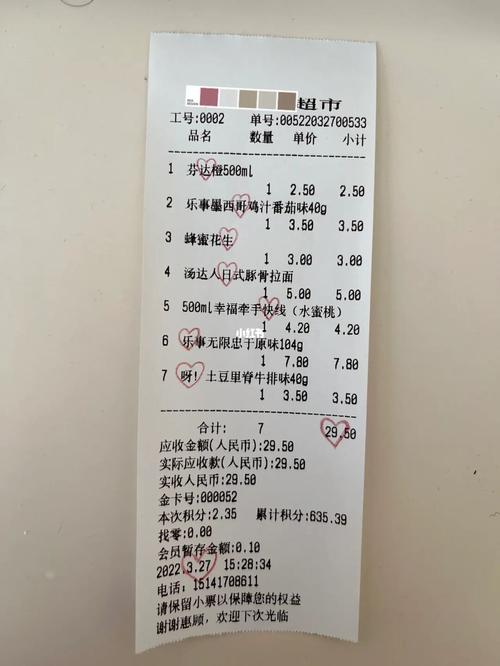 超市
工号:0002 单号:00522032700533
品名 数量 单价 小计
1 芬达橙500mL
1 2.50 2.50
2 乐事墨西哥鸡汁番茄味40g
1 3.50 3.50
3 蜂蜜花生
1 3.00 3.00
4 汤达人日式豚骨拉面
1 5.00 5.00
5 500mL幸福牵手快线(水蜜桃)
1 4.20 4.20
小红书
6 乐事无限忠于原味104g
1 7.80 7.80
7 呀!土豆里脊牛排味40g
1 3.50 3.50
合计: 7 29.50
应收金额(人民币):29.50
实际应收款(人民币):29.50
实收人民币:29.50
金卡号:000052
本次积分:2.35 累计积分:635.39
找零:0.00
会员暂存金额:0.10
2022.3.27 15:28:34
电话:15141708611
请保留小票以保障您的权益
谢谢惠顾,欢迎下次光临